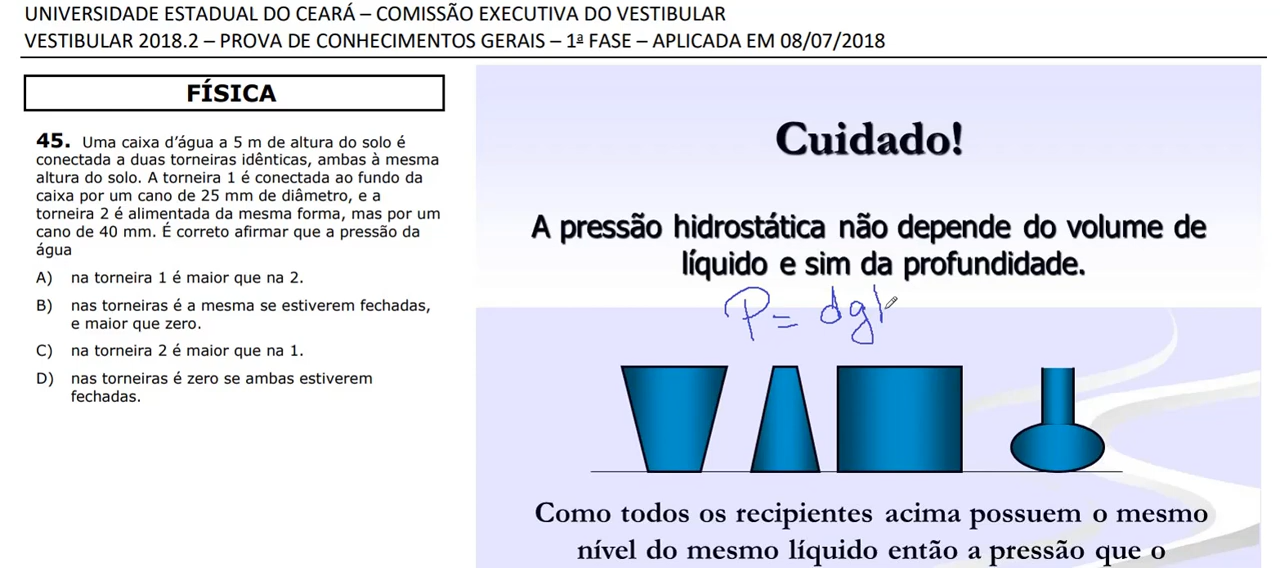 UNIVERSIDADE ESTADUAL DO CEARÁ – COMISSÃO EXECUTIVA DO VESTIBULAR
VESTIBULAR 2018.2 – PROVA DE CONHECIMENTOS GERAIS – 1ª FASE – APLICADA EM 08/07/2018
FÍSICA
45. Uma caixa d'água a 5 m de altura do solo é
conectada a duas torneiras idênticas, ambas à mesma
altura do solo. A torneira 1 é conectada ao fundo da
caixa por um cano de 25 mm de diâmetro, e a
torneira 2 é alimentada da mesma forma, mas por um
cano de 40 mm. É correto afirmar que a pressão da
água
A) na torneira 1 é maior que na 2.
B) nas torneiras é a mesma se estiverem fechadas,
e maior que zero.
C) na torneira 2 é maior que na 1.
D) nas torneiras é zero se ambas estiverem
fechadas.
Cuidado!
A pressão hidrostática não depende do volume de
líquido e sim da profundidade.
P = dg
Como todos os recipientes acima possuem o mesmo
nível do mesmo líquido então a pressão que o